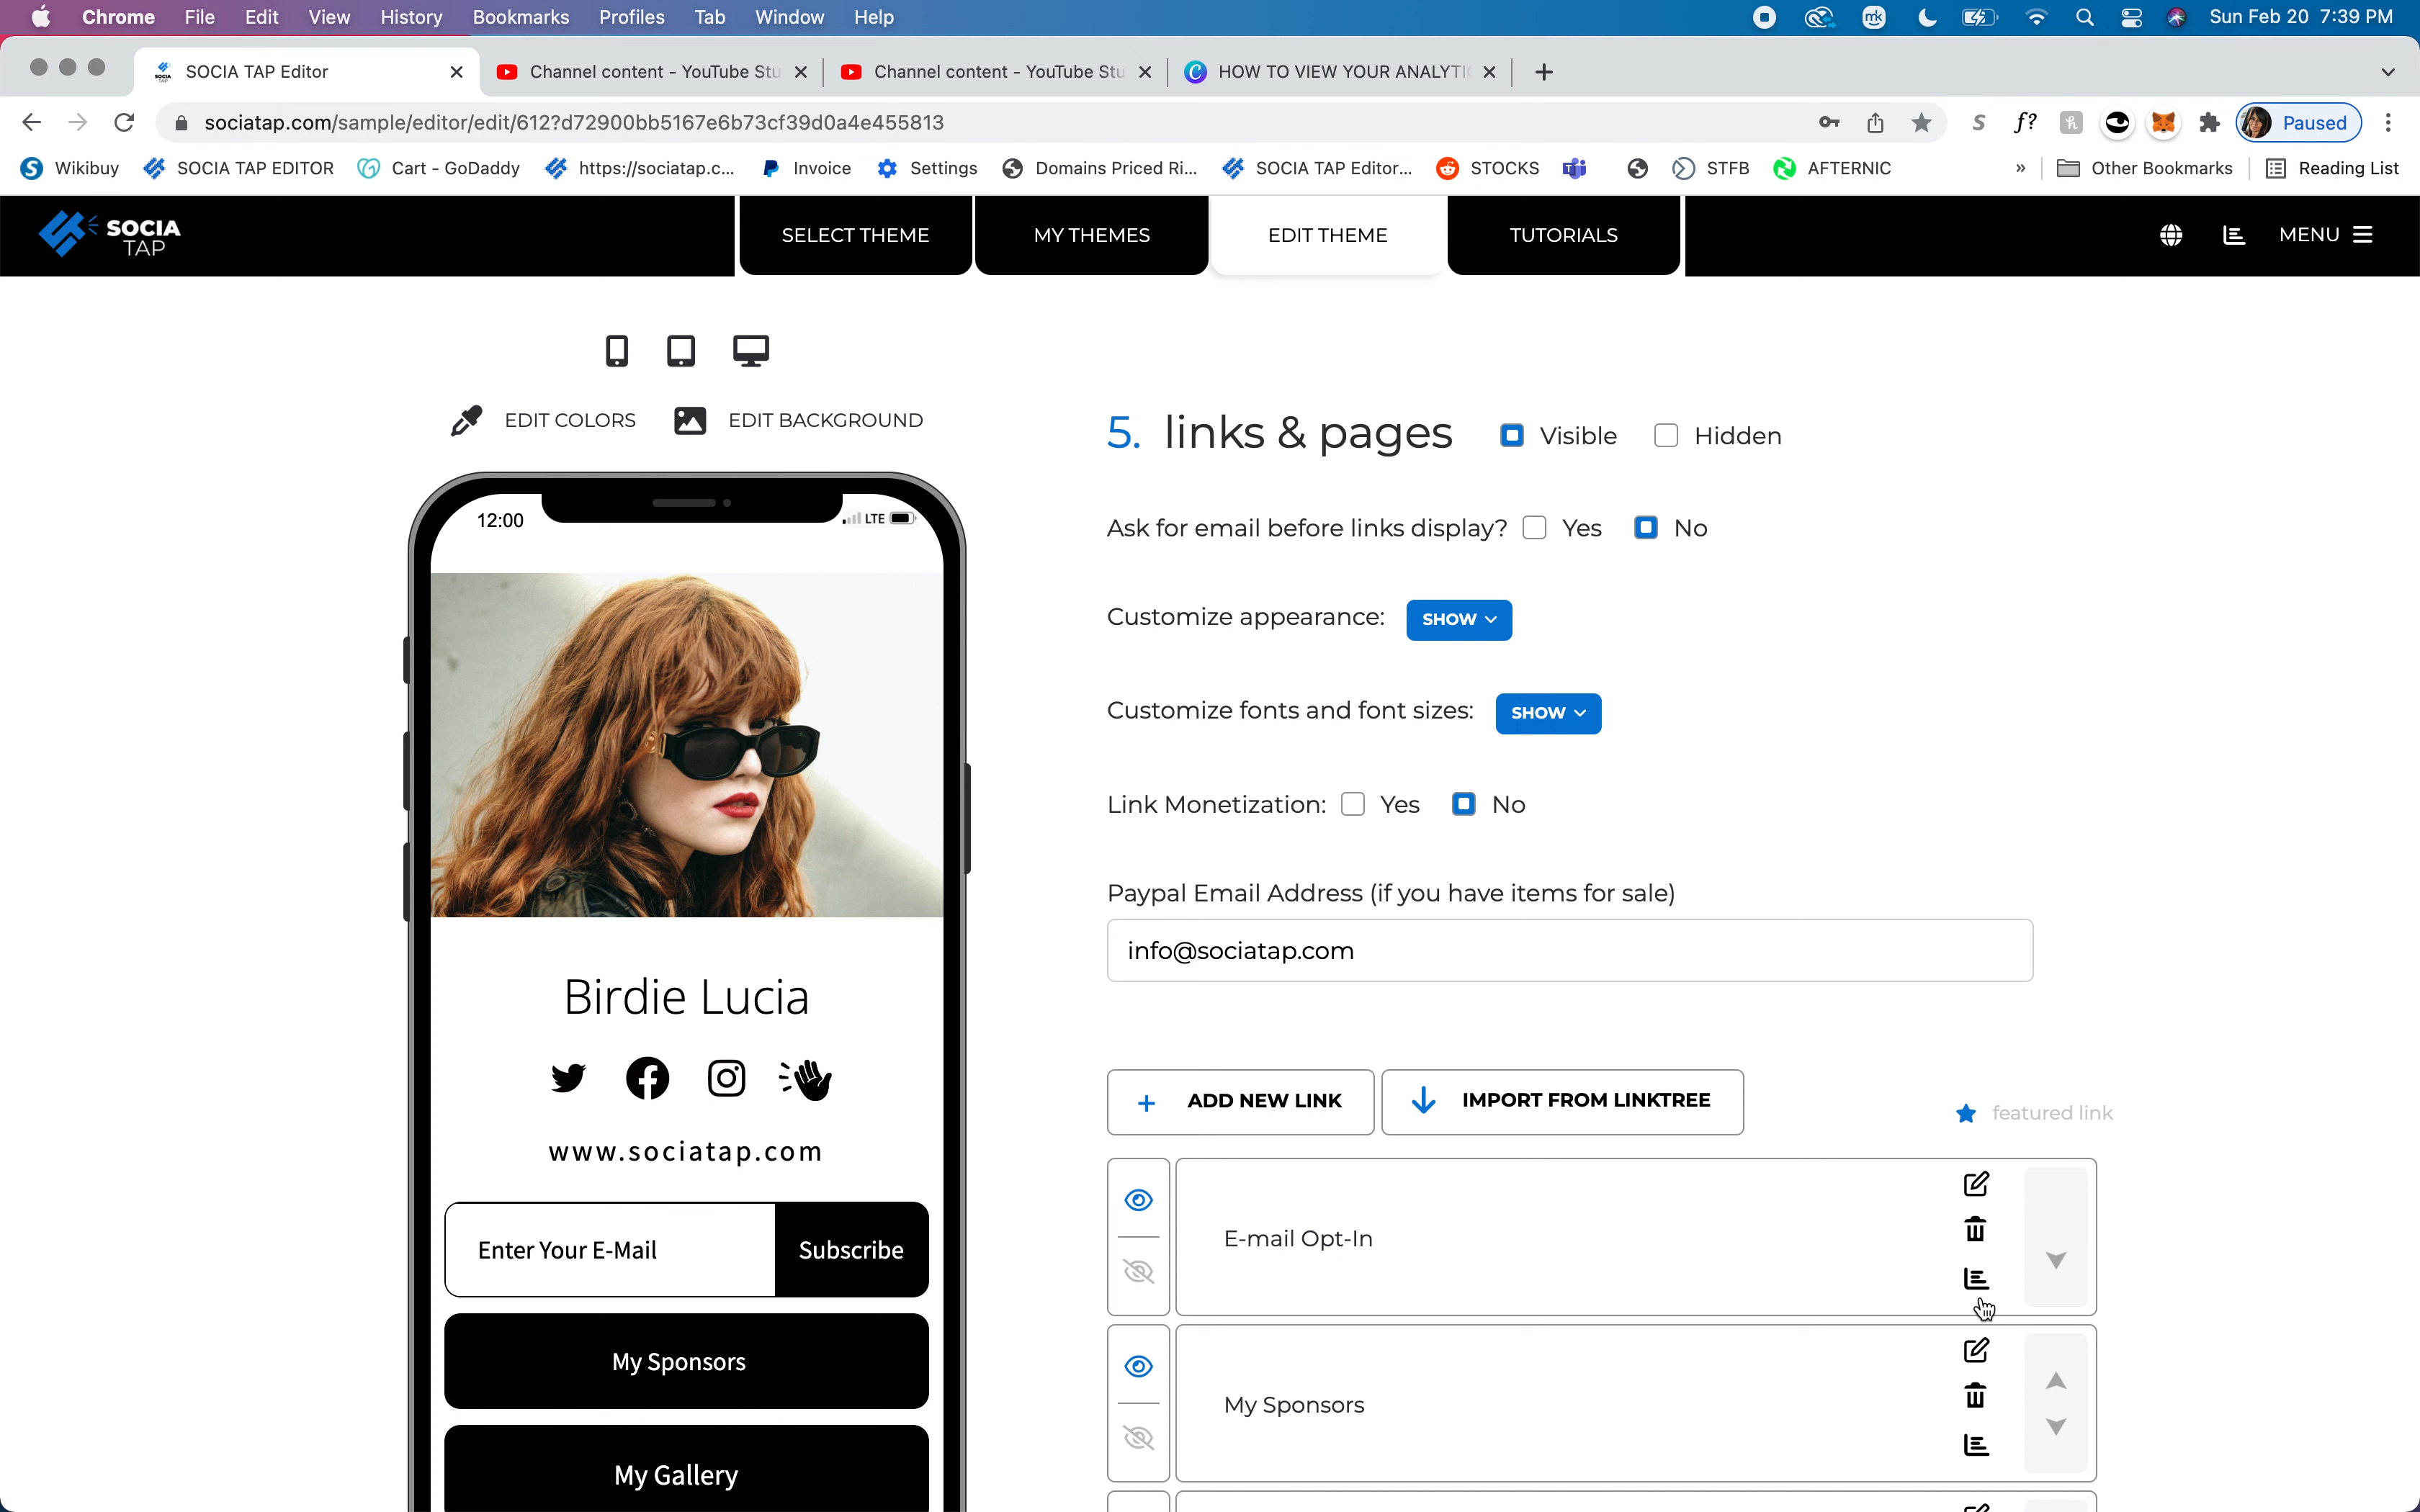 Chrome File Edit View History Bookmarks Profiles Tab Window Help
mk
Sun Feb 20 7:39 PM
SOCIA TAP Editor
Channel content - YouTube Stu
Channel content - YouTube Stu
HOW TO VIEW YOUR ANALYTI
sociatap.com/sample/editor/edit/612?d72900bb5167e6b73cf39d0a4e455813
Paused
Wikibuy
SOCIA TAP EDITOR
Cart - GoDaddy
https://sociatap.c...
Invoice
Settings
Domains Priced Ri...
SOCIA TAP Editor...
STOCKS
STFB
AFTERNIC
»
Other Bookmarks
Reading List
SOCIA
TAP
SELECT THEME
MY THEMES
EDIT THEME
TUTORIALS
MENU
EDIT COLORS
EDIT BACKGROUND
12:00
LTE
Birdie Lucia
www.sociatap.com
Enter Your E-Mail
Subscribe
My Sponsors
My Gallery
5. links & pages
Visible
Hidden
Ask for email before links display? Yes No
Customize appearance: SHOW
Customize fonts and font sizes: SHOW
Link Monetization: Yes No
Paypal Email Address (if you have items for sale)
info@sociatap.com
+ ADD NEW LINK
IMPORT FROM LINKTREE
featured link
E-mail Opt-In
My Sponsors